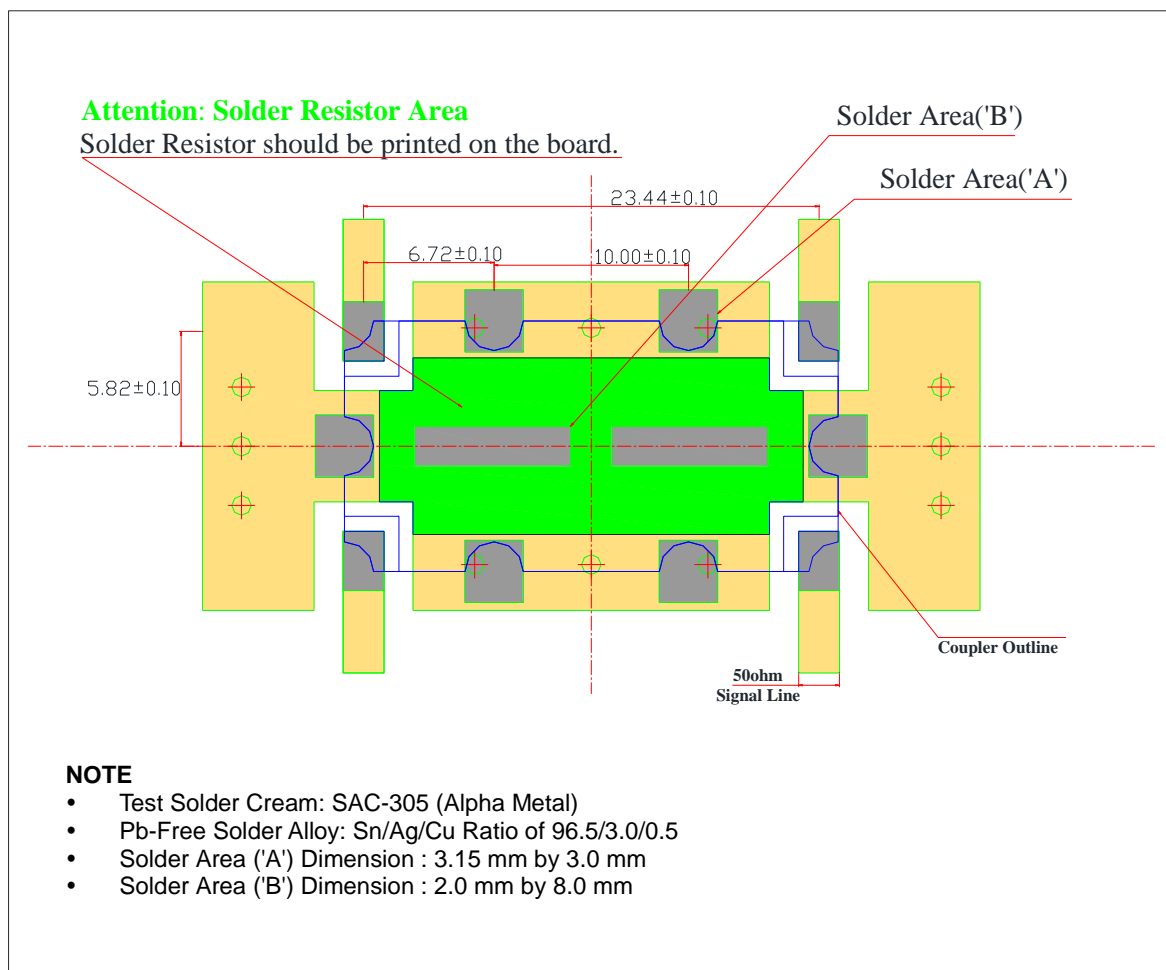 Attention: Solder Resistor Area
Solder Resistor should be printed on the board.
Solder Area('B')
Solder Area('A')
23.44±0.10
6.72±0.10
10.00±0.10
5.82±0.10
Coupler Outline
50ohm
Signal Line
NOTE
• Test Solder Cream: SAC-305 (Alpha Metal)
• Pb-Free Solder Alloy: Sn/Ag/Cu Ratio of 96.5/3.0/0.5
• Solder Area ('A') Dimension : 3.15 mm by 3.0 mm
• Solder Area ('B') Dimension : 2.0 mm by 8.0 mm